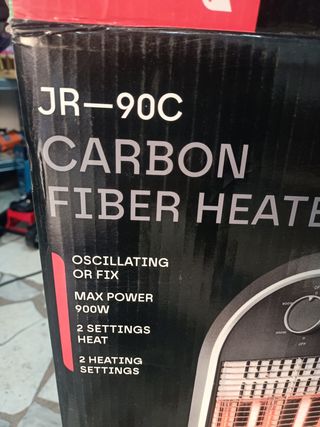 JR—90C
CARBON
FIBER HEATE
OSCILLATING
OR FIX
MAX POWER
900W
2 SETTINGS
HEAT
2 HEATING
SETTINGS